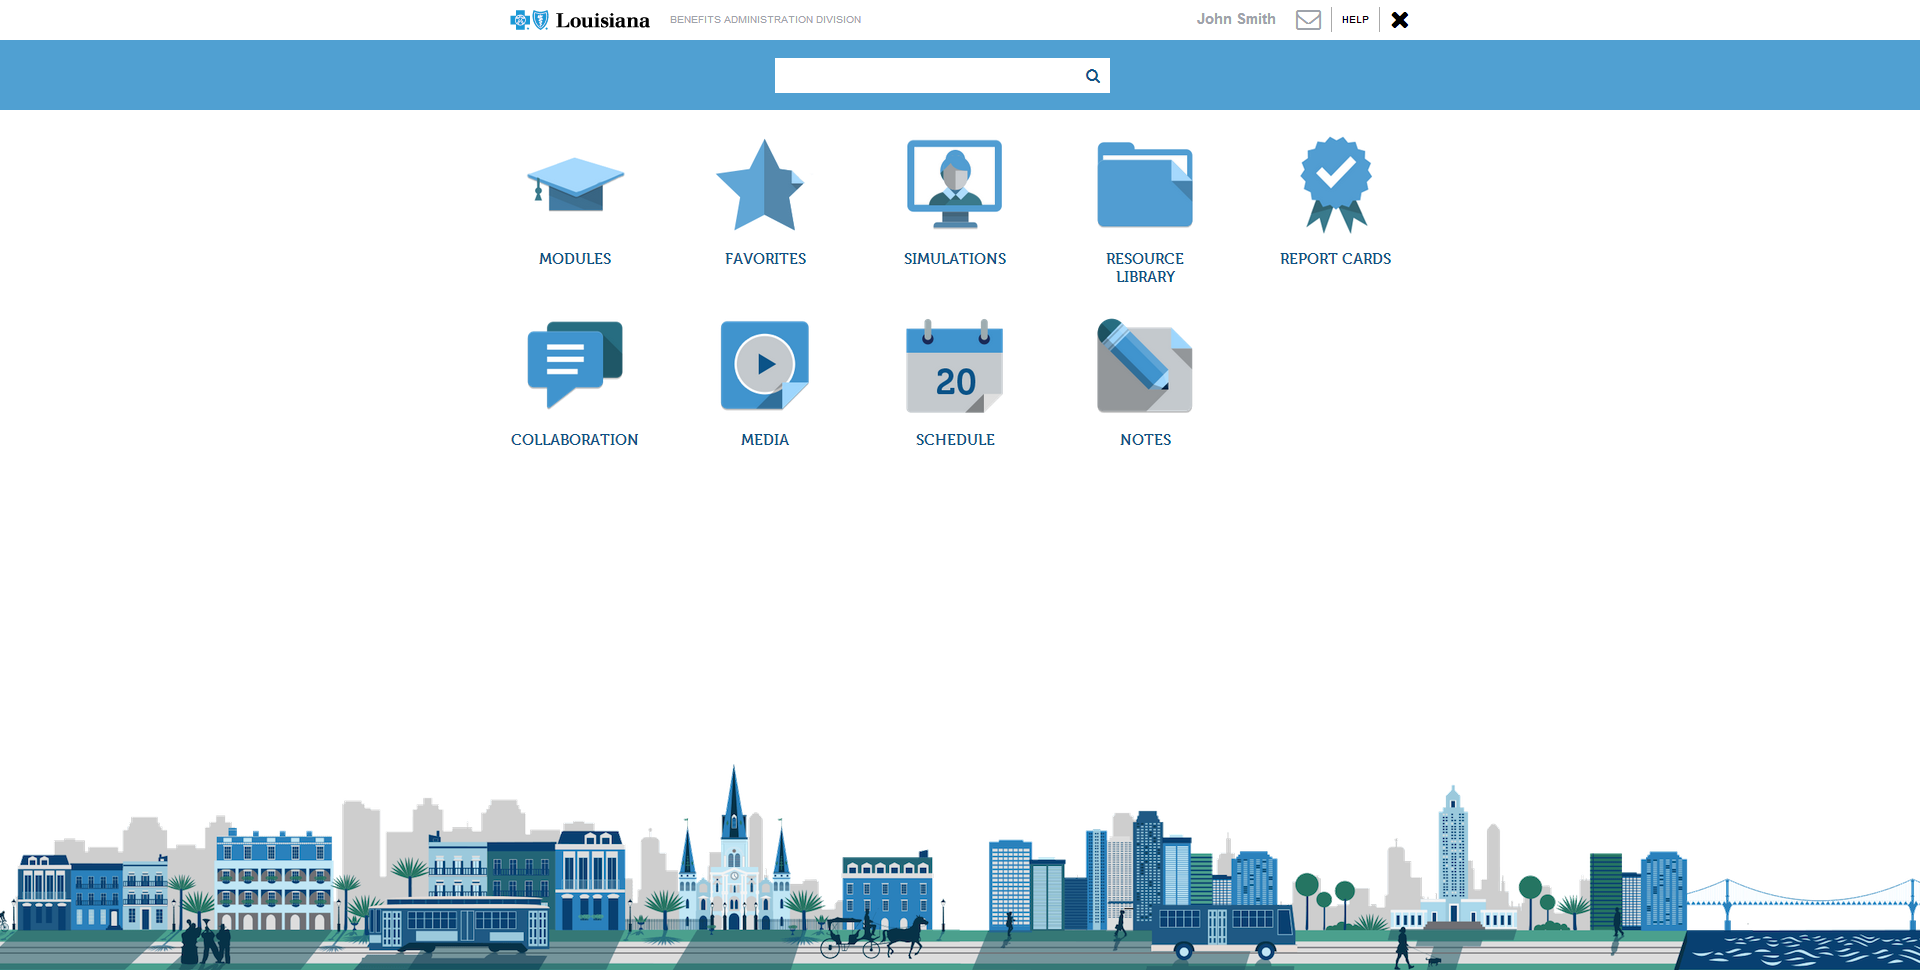 Louisiana BENEFITS ADMINISTRATION DIVISION John Smith HELP
MODULES FAVORITES SIMULATIONS RESOURCE LIBRARY REPORT CARDS
20
COLLABORATION MEDIA SCHEDULE NOTES